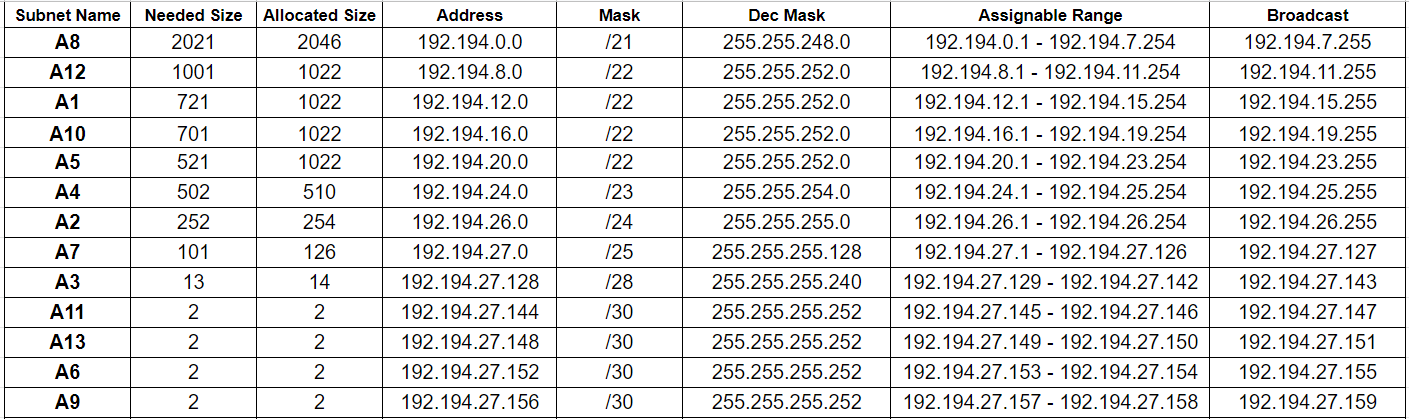 Subnet Name Needed Size Allocated Size Address Mask Dec Mask Assignable Range Broadcast
A8 2021 2046 192.194.0.0 /21 255.255.248.0 192.194.0.1 - 192.194.7.254 192.194.7.255
A12 1001 1022 192.194.8.0 /22 255.255.252.0 192.194.8.1 - 192.194.11.254 192.194.11.255
A1 721 1022 192.194.12.0 /22 255.255.252.0 192.194.12.1 - 192.194.15.254 192.194.15.255
A10 701 1022 192.194.16.0 /22 255.255.252.0 192.194.16.1 - 192.194.19.254 192.194.19.255
A5 521 1022 192.194.20.0 /22 255.255.252.0 192.194.20.1 - 192.194.23.254 192.194.23.255
A4 502 510 192.194.24.0 /23 255.255.254.0 192.194.24.1 - 192.194.25.254 192.194.25.255
A2 252 254 192.194.26.0 /24 255.255.255.0 192.194.26.1 - 192.194.26.254 192.194.26.255
A7 101 126 192.194.27.0 /25 255.255.255.128 192.194.27.1 - 192.194.27.126 192.194.27.127
A3 13 14 192.194.27.128 /28 255.255.255.240 192.194.27.129 - 192.194.27.142 192.194.27.143
A11 2 2 192.194.27.144 /30 255.255.255.252 192.194.27.145 - 192.194.27.146 192.194.27.147
A13 2 2 192.194.27.148 /30 255.255.255.252 192.194.27.149 - 192.194.27.150 192.194.27.151
A6 2 2 192.194.27.152 /30 255.255.255.252 192.194.27.153 - 192.194.27.154 192.194.27.155
A9 2 2 192.194.27.156 /30 255.255.255.252 192.194.27.157 - 192.194.27.158 192.194.27.159